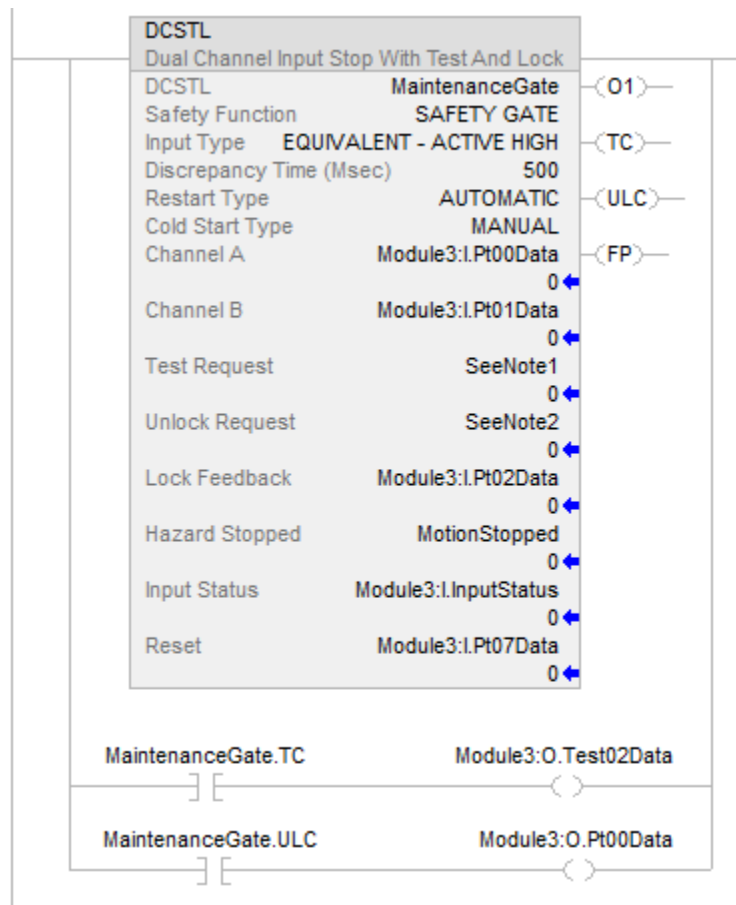 DCSTL
Dual Channel Input Stop With Test And Lock
DCSTL MaintenanceGate (O1)
Safety Function SAFETY GATE
Input Type EQUIVALENT - ACTIVE HIGH (TC)
Discrepancy Time (Msec) 500
Restart Type AUTOMATIC (ULC)
Cold Start Type MANUAL
Channel A Module3:I.Pt00Data (FP)
0
Channel B Module3:I.Pt01Data
0
Test Request SeeNote1
0
Unlock Request SeeNote2
0
Lock Feedback Module3:I.Pt02Data
0
Hazard Stopped MotionStopped
0
Input Status Module3:I.InputStatus
0
Reset Module3:I.Pt07Data
0
MaintenanceGate.TC Module3:O.Test02Data
MaintenanceGate.ULC Module3:O.Pt00Data